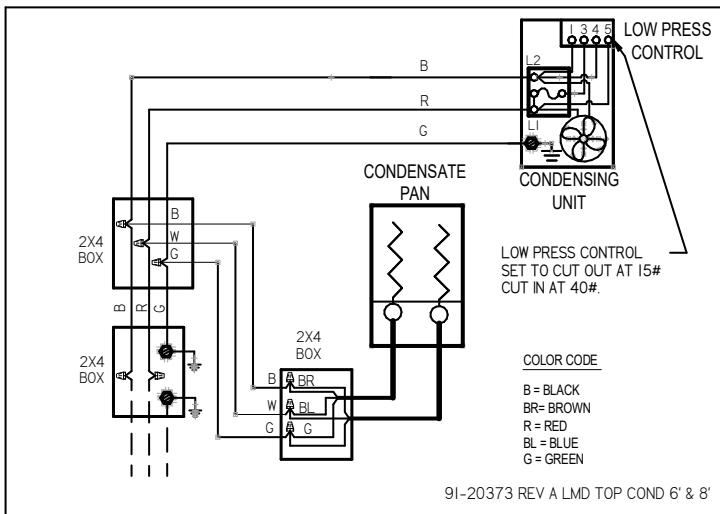 1 3 4 5
LOW PRESS
CONTROL
L2
B
R
L1
G
CONDENSING
UNIT
CONDENSATE
PAN
2X4
BOX
B
W
G
LOW PRESS CONTROL
SET TO CUT OUT AT 15#
CUT IN AT 40#.
B
R
G
2X4
BOX
2X4
BOX
B
BR
W
BL
G
G
COLOR CODE
B = BLACK
BR= BROWN
R = RED
BL = BLUE
G = GREEN
91-20373 REV A LMD TOP COND 6' & 8'